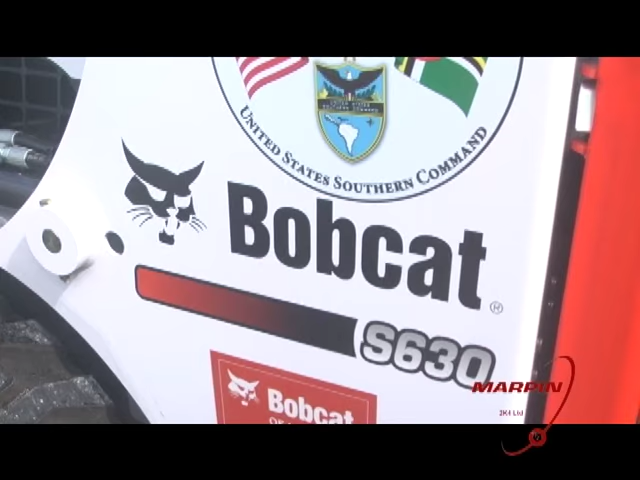 UNITED STATES SOUTHERN COMMAND
Bobcat®
S630
Bobcat
MARPIN
2K4 Ltd